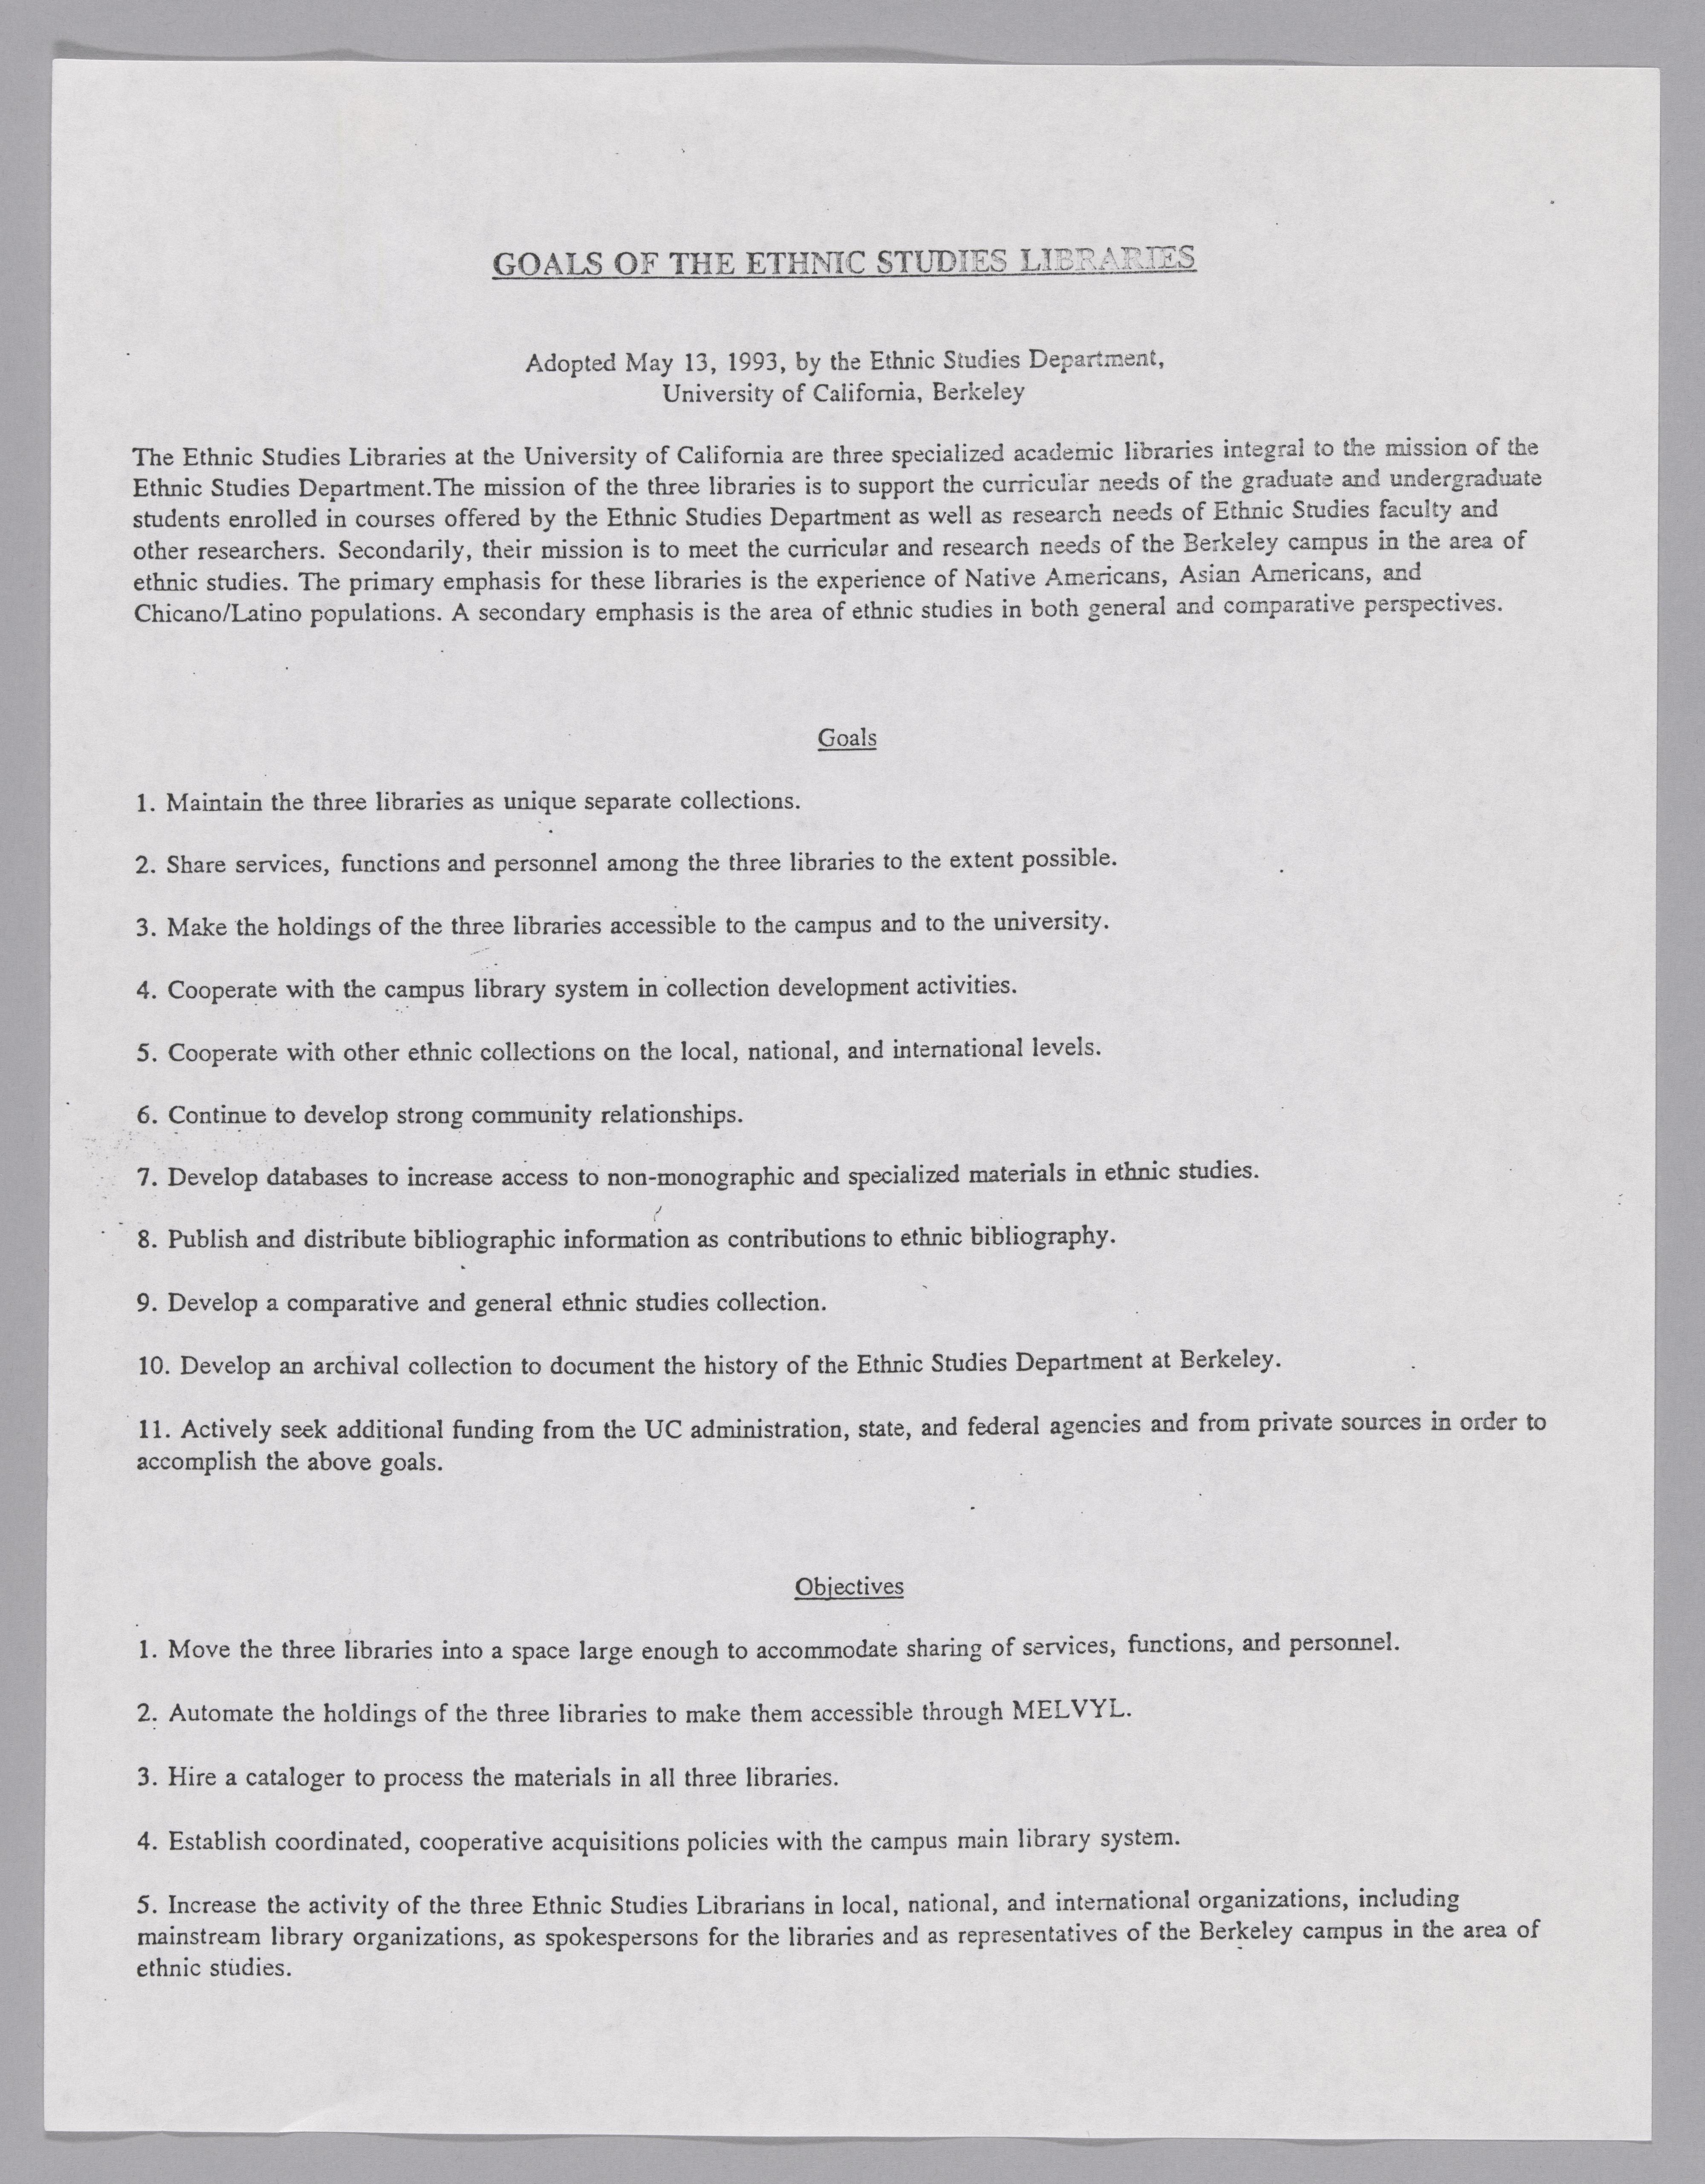 GOALS OF THE ETHNIC STUDIES LIBRARIES
Adopted May 13, 1993, by the Ethnic Studies Department,
University of California, Berkeley
The Ethnic Studies Libraries at the University of California are three specialized academic libraries integral to the mission of the
Ethnic Studies Department.The mission of the three libraries is to support the curricular needs of the graduate and undergraduate
students enrolled in courses offered by the Ethnic Studies Department as well as research needs of Ethnic Studies faculty and
other researchers. Secondarily, their mission is to meet the curricular and research needs of the Berkeley campus in the area of
ethnic studies. The primary emphasis for these libraries is the experience of Native Americans, Asian Americans, and
Chicano/Latino populations. A secondary emphasis is the area of ethnic studies in both general and comparative perspectives.
Goals
1. Maintain the three libraries as unique separate collections.
2. Share services, functions and personnel among the three libraries to the extent possible.
3. Make the holdings of the three libraries accessible to the campus and to the university.
4. Cooperate with the campus library system in collection development activities.
5. Cooperate with other ethnic collections on the local, national, and international levels.
6. Continue to develop strong community relationships.
7. Develop databases to increase access to non-monographic and specialized materials in ethnic studies.
8. Publish and distribute bibliographic information as contributions to ethnic bibliography.
9. Develop a comparative and general ethnic studies collection.
10. Develop an archival collection to document the history of the Ethnic Studies Department at Berkeley.
11. Actively seek additional funding from the UC administration, state, and federal agencies and from private sources in order to
accomplish the above goals.
Objectives
1. Move the three libraries into a space large enough to accommodate sharing of services, functions, and personnel.
2. Automate the holdings of the three libraries to make them accessible through MELVYL.
3. Hire a cataloger to process the materials in all three libraries.
4. Establish coordinated, cooperative acquisitions policies with the campus main library system.
5. Increase the activity of the three Ethnic Studies Librarians in local, national, and international organizations, including
mainstream library organizations, as spokespersons for the libraries and as representatives of the Berkeley campus in the area of
ethnic studies.